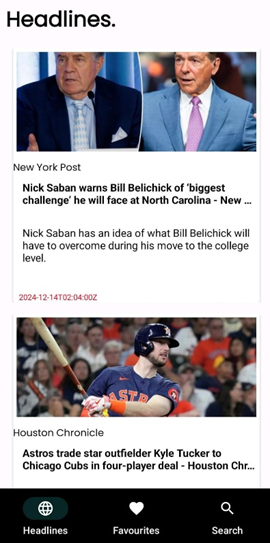 Headlines.
New York Post
Nick Saban warns Bill Belichick of ‘biggest
challenge’ he will face at North Carolina - New ...
Nick Saban has an idea of what Bill Belichick will
have to overcome during his move to the college
level.
2024-12-14T02:04:00Z
Houston Chronicle
Astros trade star outfielder Kyle Tucker to
Chicago Cubs in four-player deal - Houston Chr...
Headlines
Favourites
Search